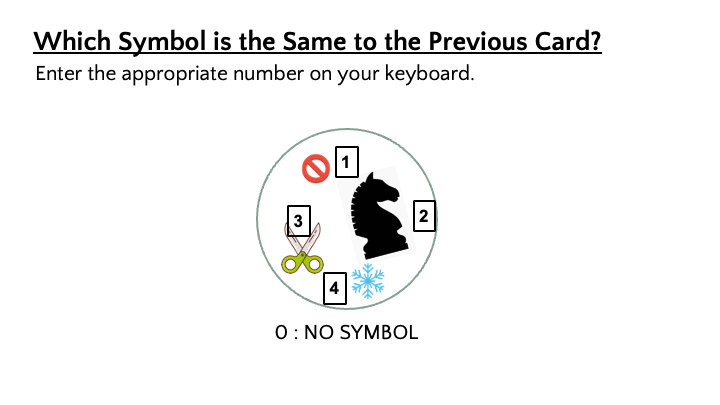 Which Symbol is the Same to the Previous Card?
Enter the appropriate number on your keyboard.
1
2
3
4
0 : NO SYMBOL